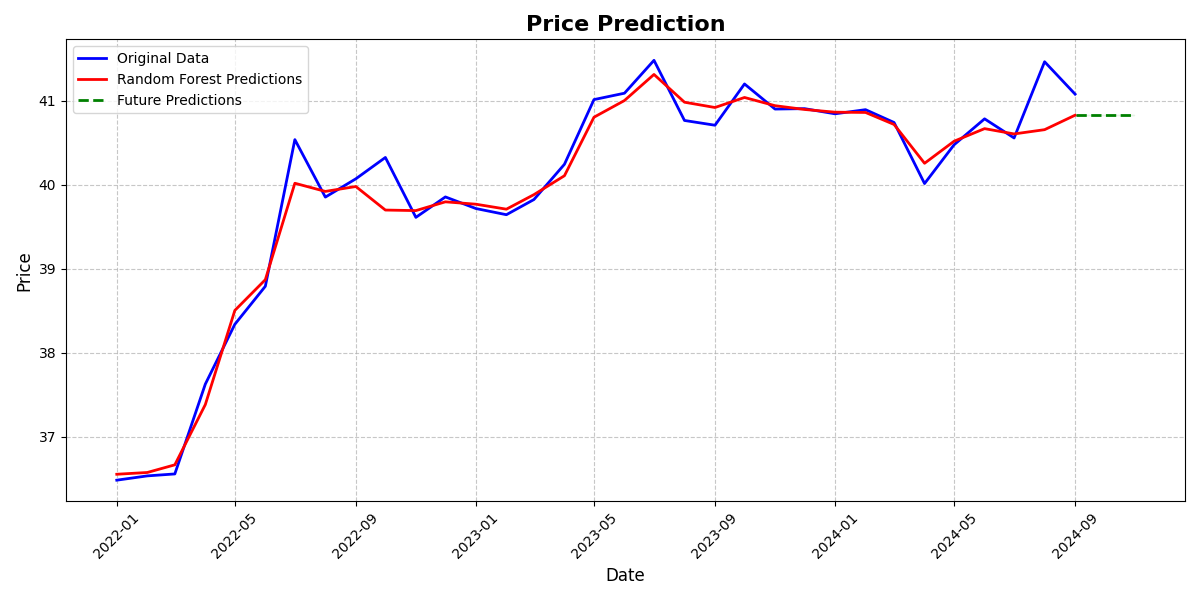 Price Prediction
Original Data
Random Forest Predictions
Future Predictions
Price
41
40
39
38
37
2022-01
2022-05
2022-09
2023-01
2023-05
2023-09
2024-01
2024-05
2024-09
Date